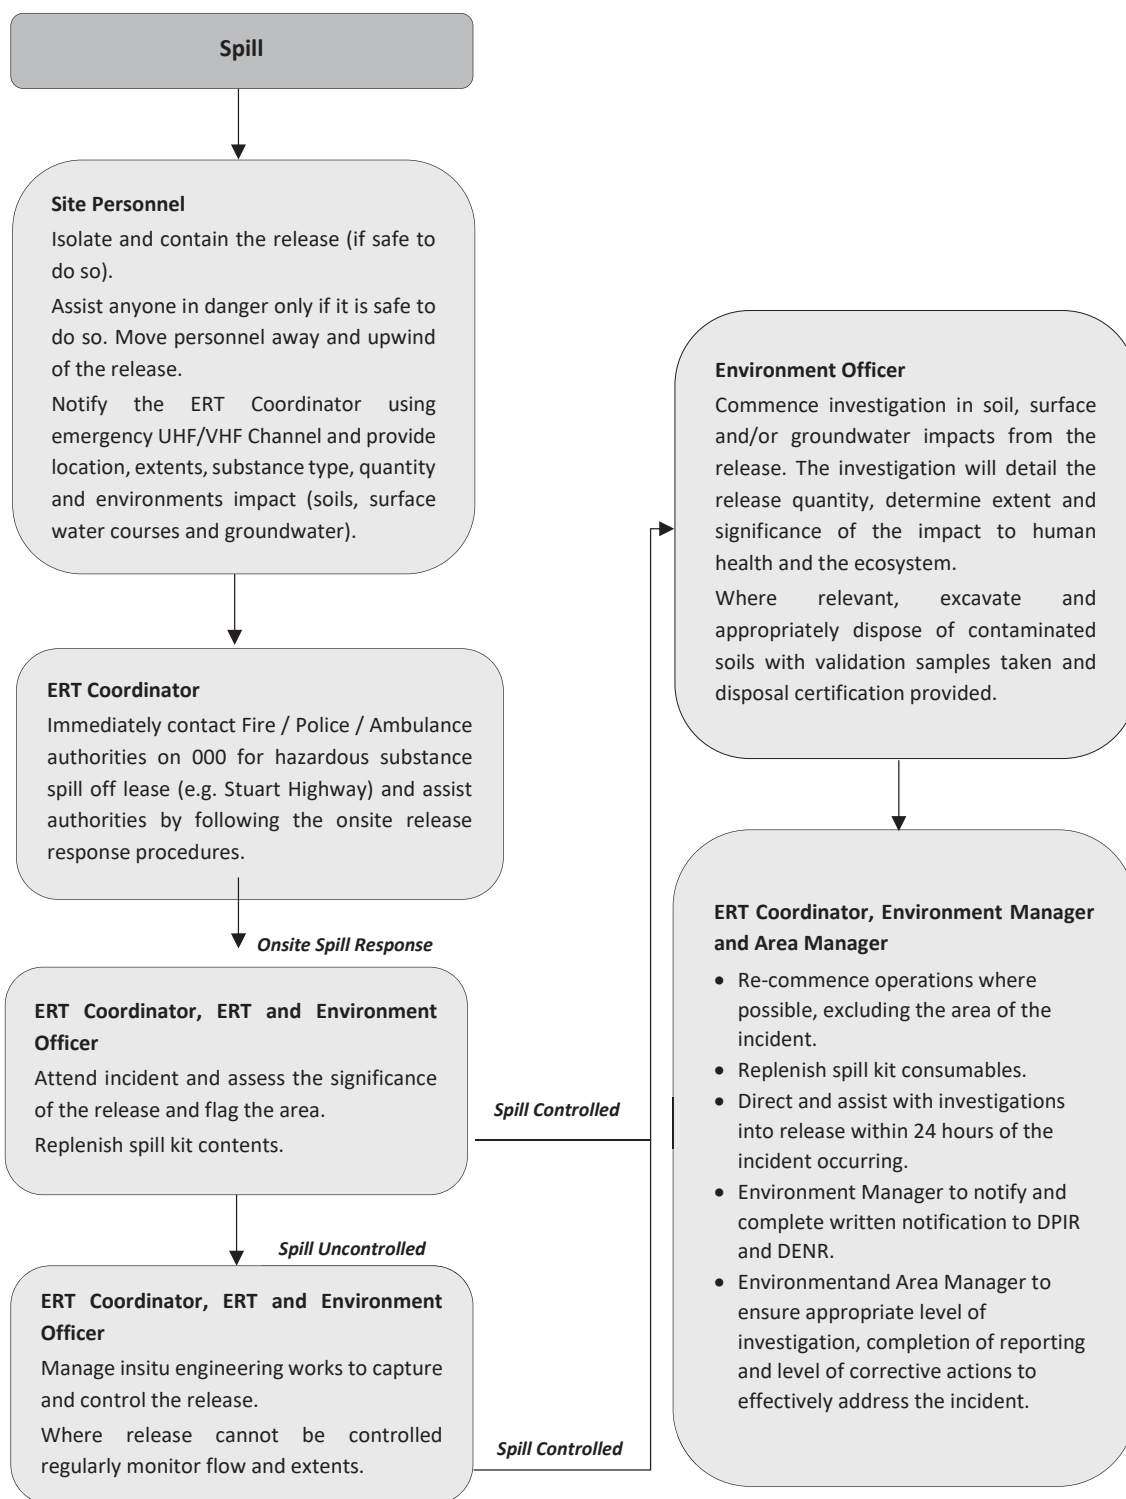 Spill
Site Personnel
Isolate and contain the release (if safe to
do so).
Assist anyone in danger only if it is safe to
do so. Move personnel away and upwind
of the release.
Notify the ERT Coordinator using
emergency UHF/VHF Channel and provide
location, extents, substance type, quantity
and environments impact (soils, surface
water courses and groundwater).
ERT Coordinator
Immediately contact Fire / Police / Ambulance
authorities on 000 for hazardous substance
spill off lease (e.g. Stuart Highway) and assist
authorities by following the onsite release
response procedures.
Onsite Spill Response
ERT Coordinator, ERT and Environment
Officer
Attend incident and assess the significance
of the release and flag the area.
Replenish spill kit contents.
Spill Controlled
Spill Uncontrolled
ERT Coordinator, ERT and Environment
Officer
Manage insitu engineering works to capture
and control the release.
Where release cannot be controlled
regularly monitor flow and extents.
Spill Controlled
Environment Officer
Commence investigation in soil, surface
and/or groundwater impacts from the
release. The investigation will detail the
release quantity, determine extent and
significance of the impact to human
health and the ecosystem.
Where relevant, excavate and
appropriately dispose of contaminated
soils with validation samples taken and
disposal certification provided.
ERT Coordinator, Environment Manager
and Area Manager
• Re-commence operations where
possible, excluding the area of the
incident.
• Replenish spill kit consumables.
• Direct and assist with investigations
into release within 24 hours of the
incident occurring.
• Environment Manager to notify and
complete written notification to DPIR
and DENR.
• Environmentand Area Manager to
ensure appropriate level of
investigation, completion of reporting
and level of corrective actions to
effectively address the incident.